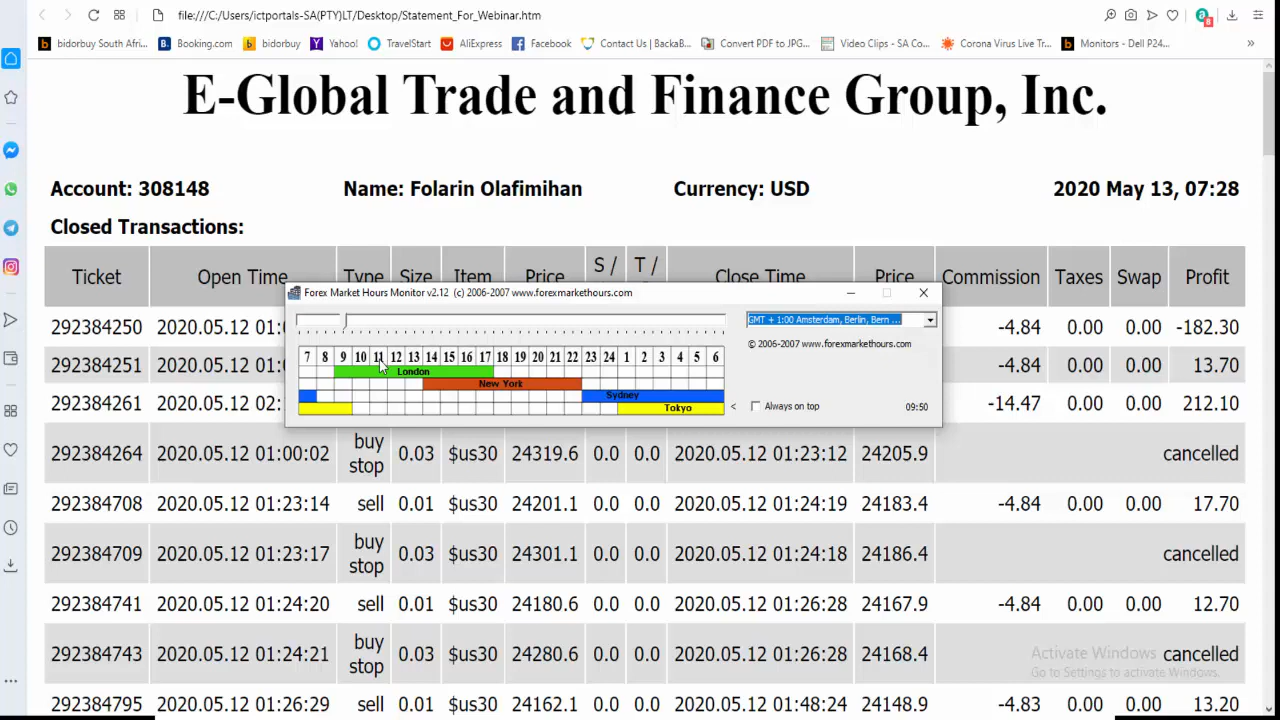 file:///C:/Users/ictportals-SA(PTY)LT/Desktop/Statement_For_Webinar.htm
8
bidorbuy South Afri... Booking.com bidorbuy Yahoo! TravelStart AliExpress Facebook Contact Us | BackaB... Convert PDF to JPG... Video Clips - SA Co... Corona Virus Live Tr... Monitors - Dell P24... »
E-Global Trade and Finance Group, Inc.
Account: 308148 Name: Folarin Olafimihan Currency: USD 2020 May 13, 07:28
Closed Transactions:
Ticket Open Time Type Size Item Price S / T / Close Time Price Commission Taxes Swap Profit
Forex Market Hours Monitor v2.12 (c) 2006-2007 www.forexmarkethours.com
GMT + 1:00 Amsterdam, Berlin, Bern ...
© 2006-2007 www.forexmarkethours.com
7 8 9 10 11 12 13 14 15 16 17 18 19 20 21 22 23 24 1 2 3 4 5 6
London
New York
Sydney
Tokyo < Always on top 09:50
292384250 2020.05.12 01:0 -4.84 0.00 0.00 -182.30
292384251 2020.05.12 01:0 -4.84 0.00 0.00 13.70
292384261 2020.05.12 02: -14.47 0.00 0.00 212.10
292384264 2020.05.12 01:00:02 buy stop 0.03 $us30 24319.6 0.0 0.0 2020.05.12 01:23:12 24205.9 cancelled
292384708 2020.05.12 01:23:14 sell 0.01 $us30 24201.1 0.0 0.0 2020.05.12 01:24:19 24183.4 -4.84 0.00 0.00 17.70
292384709 2020.05.12 01:23:17 buy stop 0.03 $us30 24301.1 0.0 0.0 2020.05.12 01:24:18 24186.4 cancelled
292384741 2020.05.12 01:24:20 sell 0.01 $us30 24180.6 0.0 0.0 2020.05.12 01:26:28 24167.9 -4.84 0.00 0.00 12.70
292384743 2020.05.12 01:24:21 buy stop 0.03 $us30 24280.6 0.0 0.0 2020.05.12 01:26:28 24168.4 cancelled
Activate Windows
Go to Settings to activate Windows.
292384795 2020.05.12 01:26:29 sell 0.01 $us30 24162.1 0.0 0.0 2020.05.12 01:48:24 24148.9 -4.83 0.00 0.00 13.20